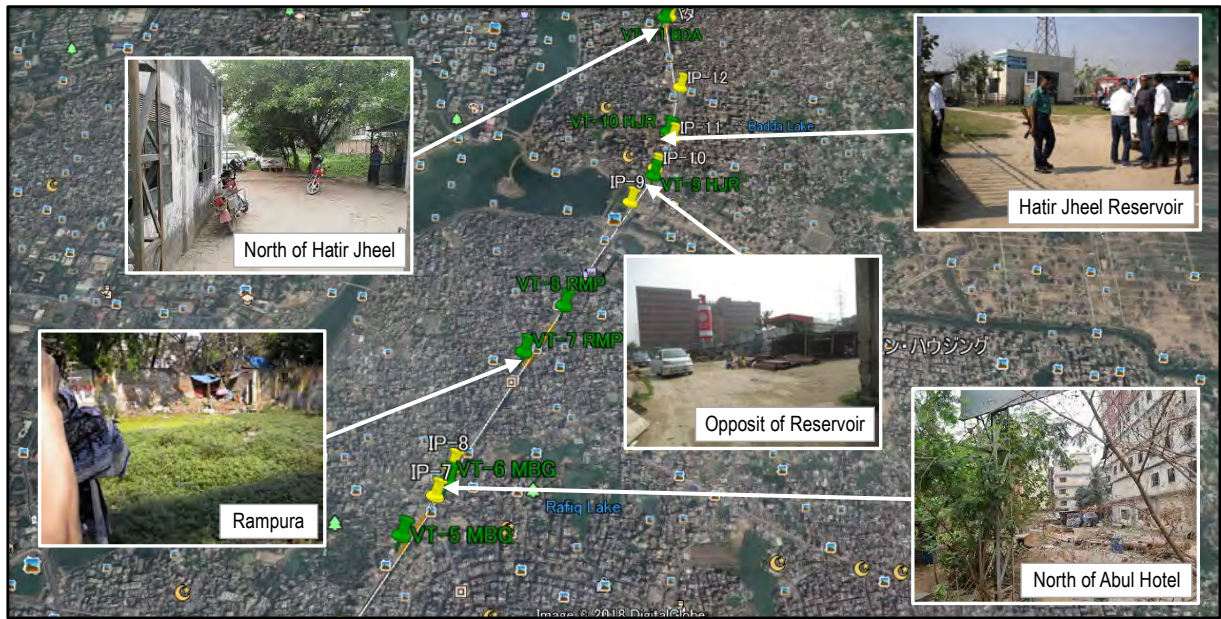 IP-12
VT-10 HJR
IP-11
Badda Lake
IP-10
IP-9
VT-9 HJR
North of Hatir Jheel
Hatir Jheel Reservoir
VT-8 RMP
VT-7 RMP
ン・ハウジング
Opposit of Reservoir
IP-8
IP-7
VT-6 MBG
Rafiq Lake
VT-5 MBG
Rampura
North of Abul Hotel
Image © 2018 DigitalGlobe